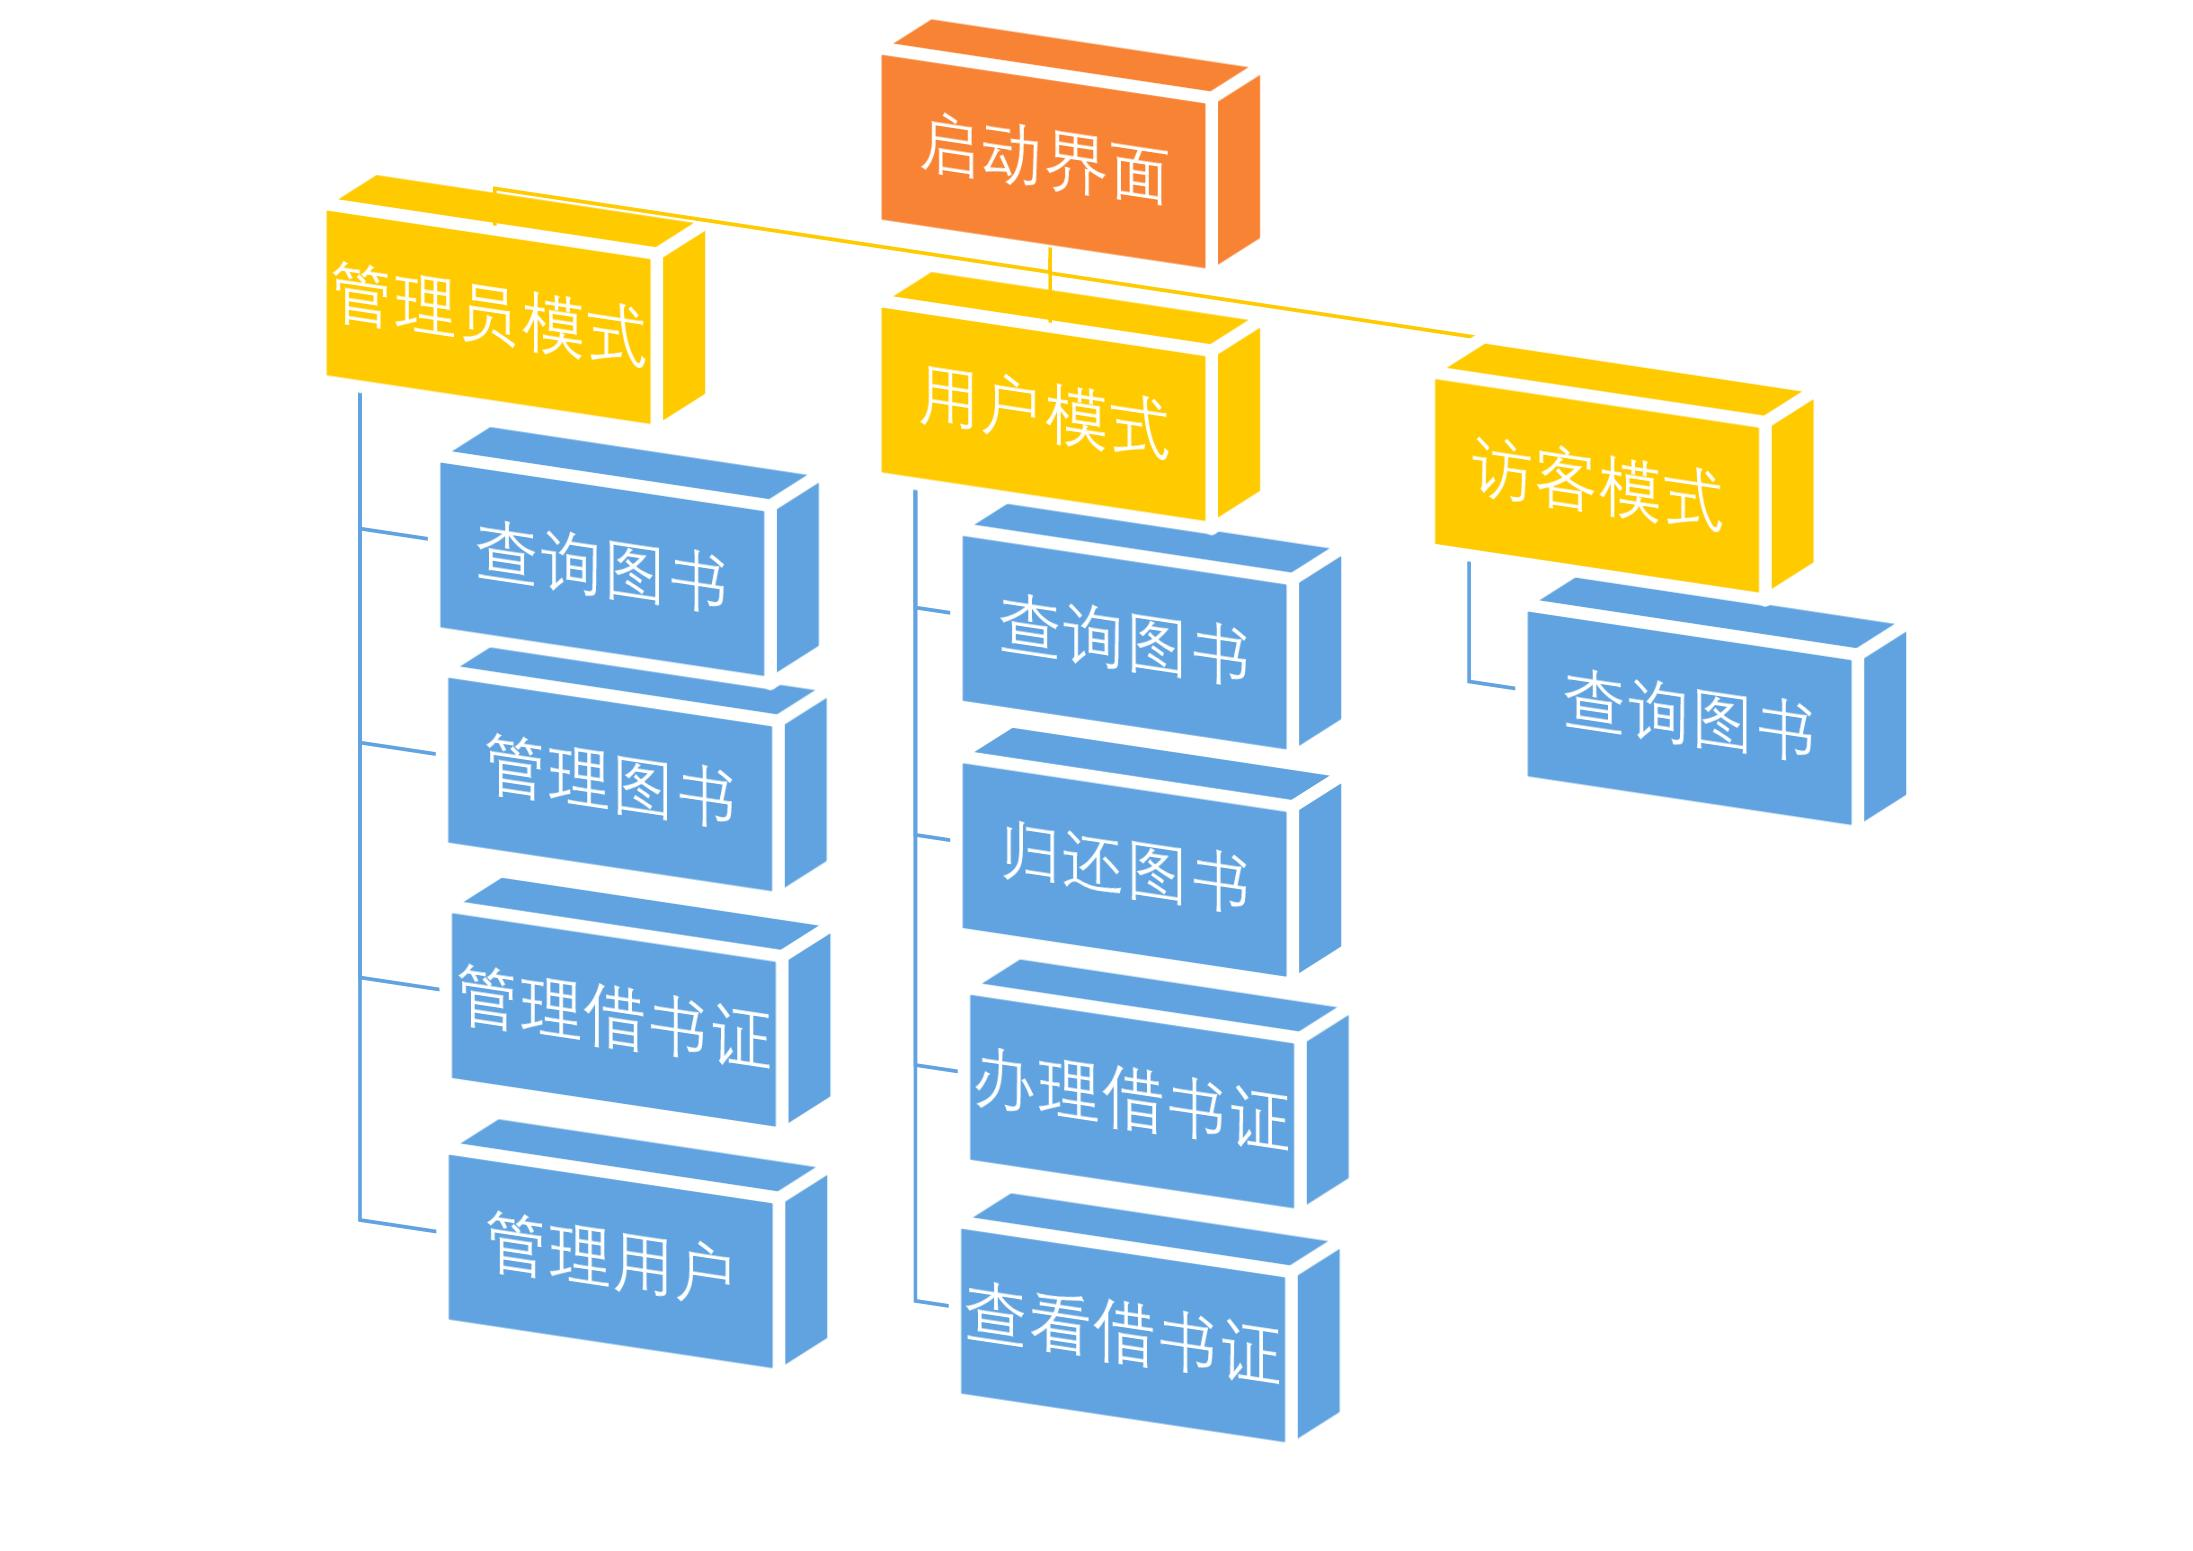 启动界面
管理员模式
查询图书
管理图书
管理借书证
管理用户
用户模式
查询图书
归还图书
办理借书证
查看借书证
访客模式
查询图书